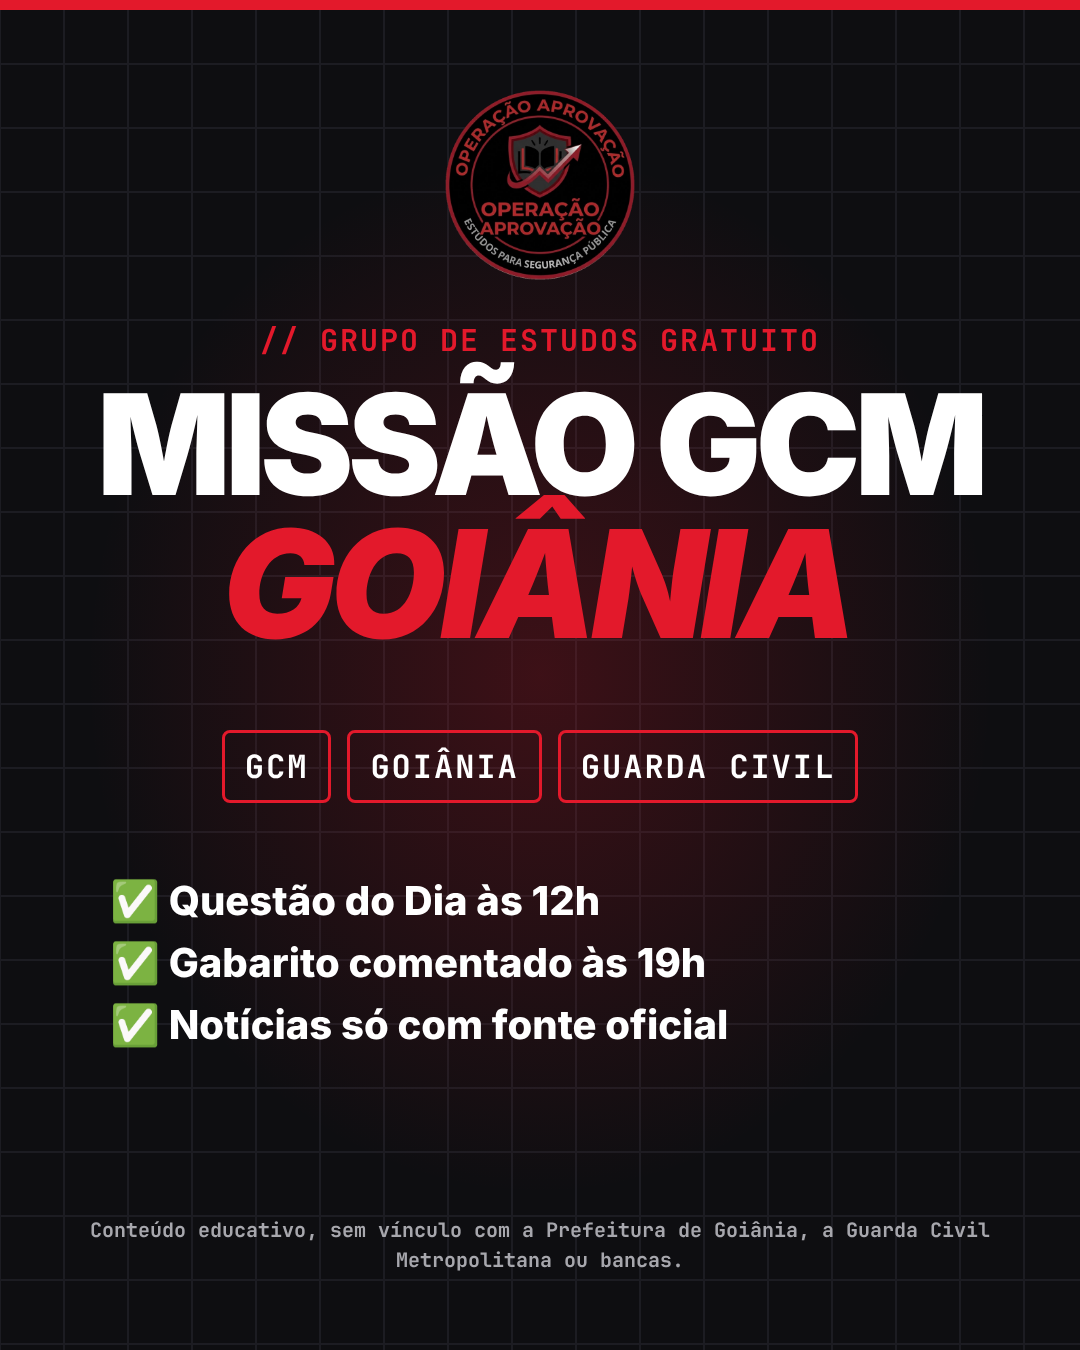 OPERAÇÃO APROVAÇÃO
OPERAÇÃO
APROVAÇÃO
ESTUDOS PARA SEGURANÇA PÚBLICA
// GRUPO DE ESTUDOS GRATUITO
MISSÃO GCM
GOIÂNIA
GCM
GOIÂNIA
GUARDA CIVIL
✅ Questão do Dia às 12h
✅ Gabarito comentado às 19h
✅ Notícias só com fonte oficial
Conteúdo educativo, sem vínculo com a Prefeitura de Goiânia, a Guarda Civil
Metropolitana ou bancas.